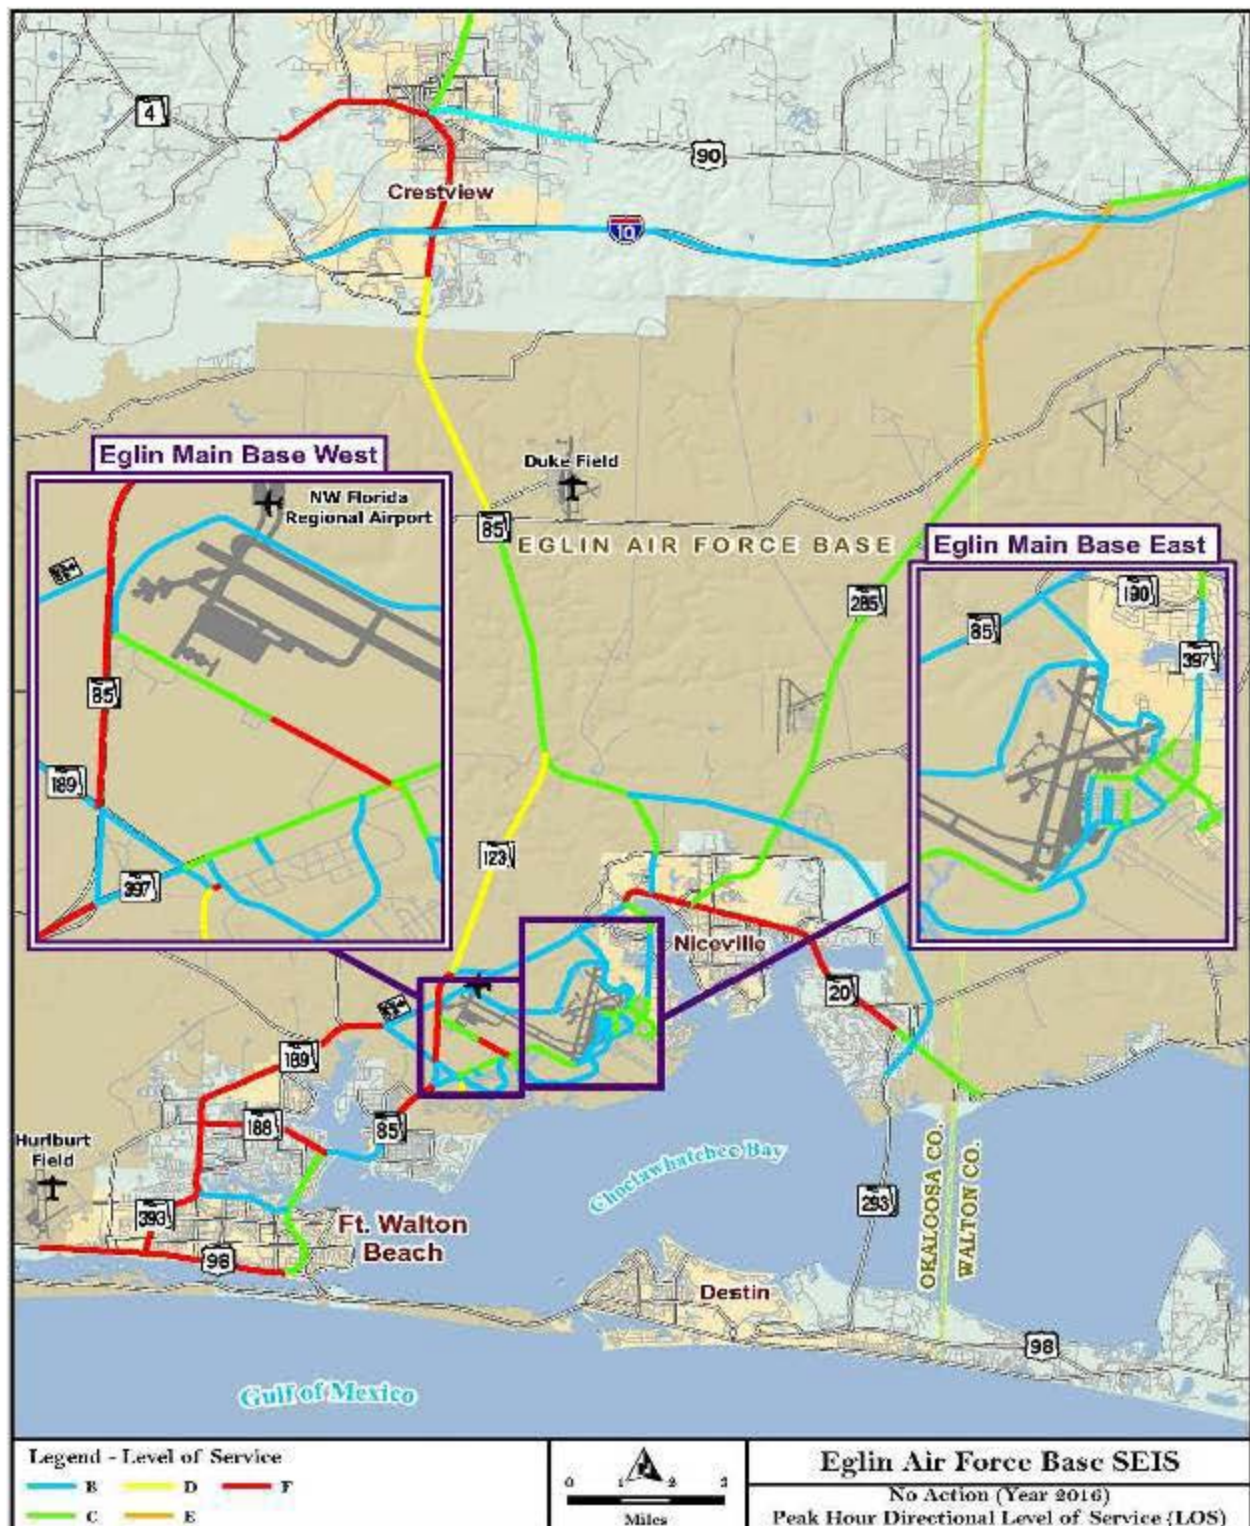 4
90
Crestview
10
Eglin Main Base West
NW Florida
Regional Airport
85
189
397
Duke Field
85
EGLIN AIR FORCE BASE
285
Eglin Main Base East
190
85
397
123
Niceville
20
189
188
85
Hurlburt
Field
393
98
Ft. Walton
Beach
Choctawhatchee Bay
293
OKALOOSA CO.
WALTON CO.
Destin
98
Gulf of Mexico
Legend - Level of Service
B D F
C E
0 1 2 3
Miles
Eglin Air Force Base SEIS
No Action (Year 2016)
Peak Hour Directional Level of Service (LOS)